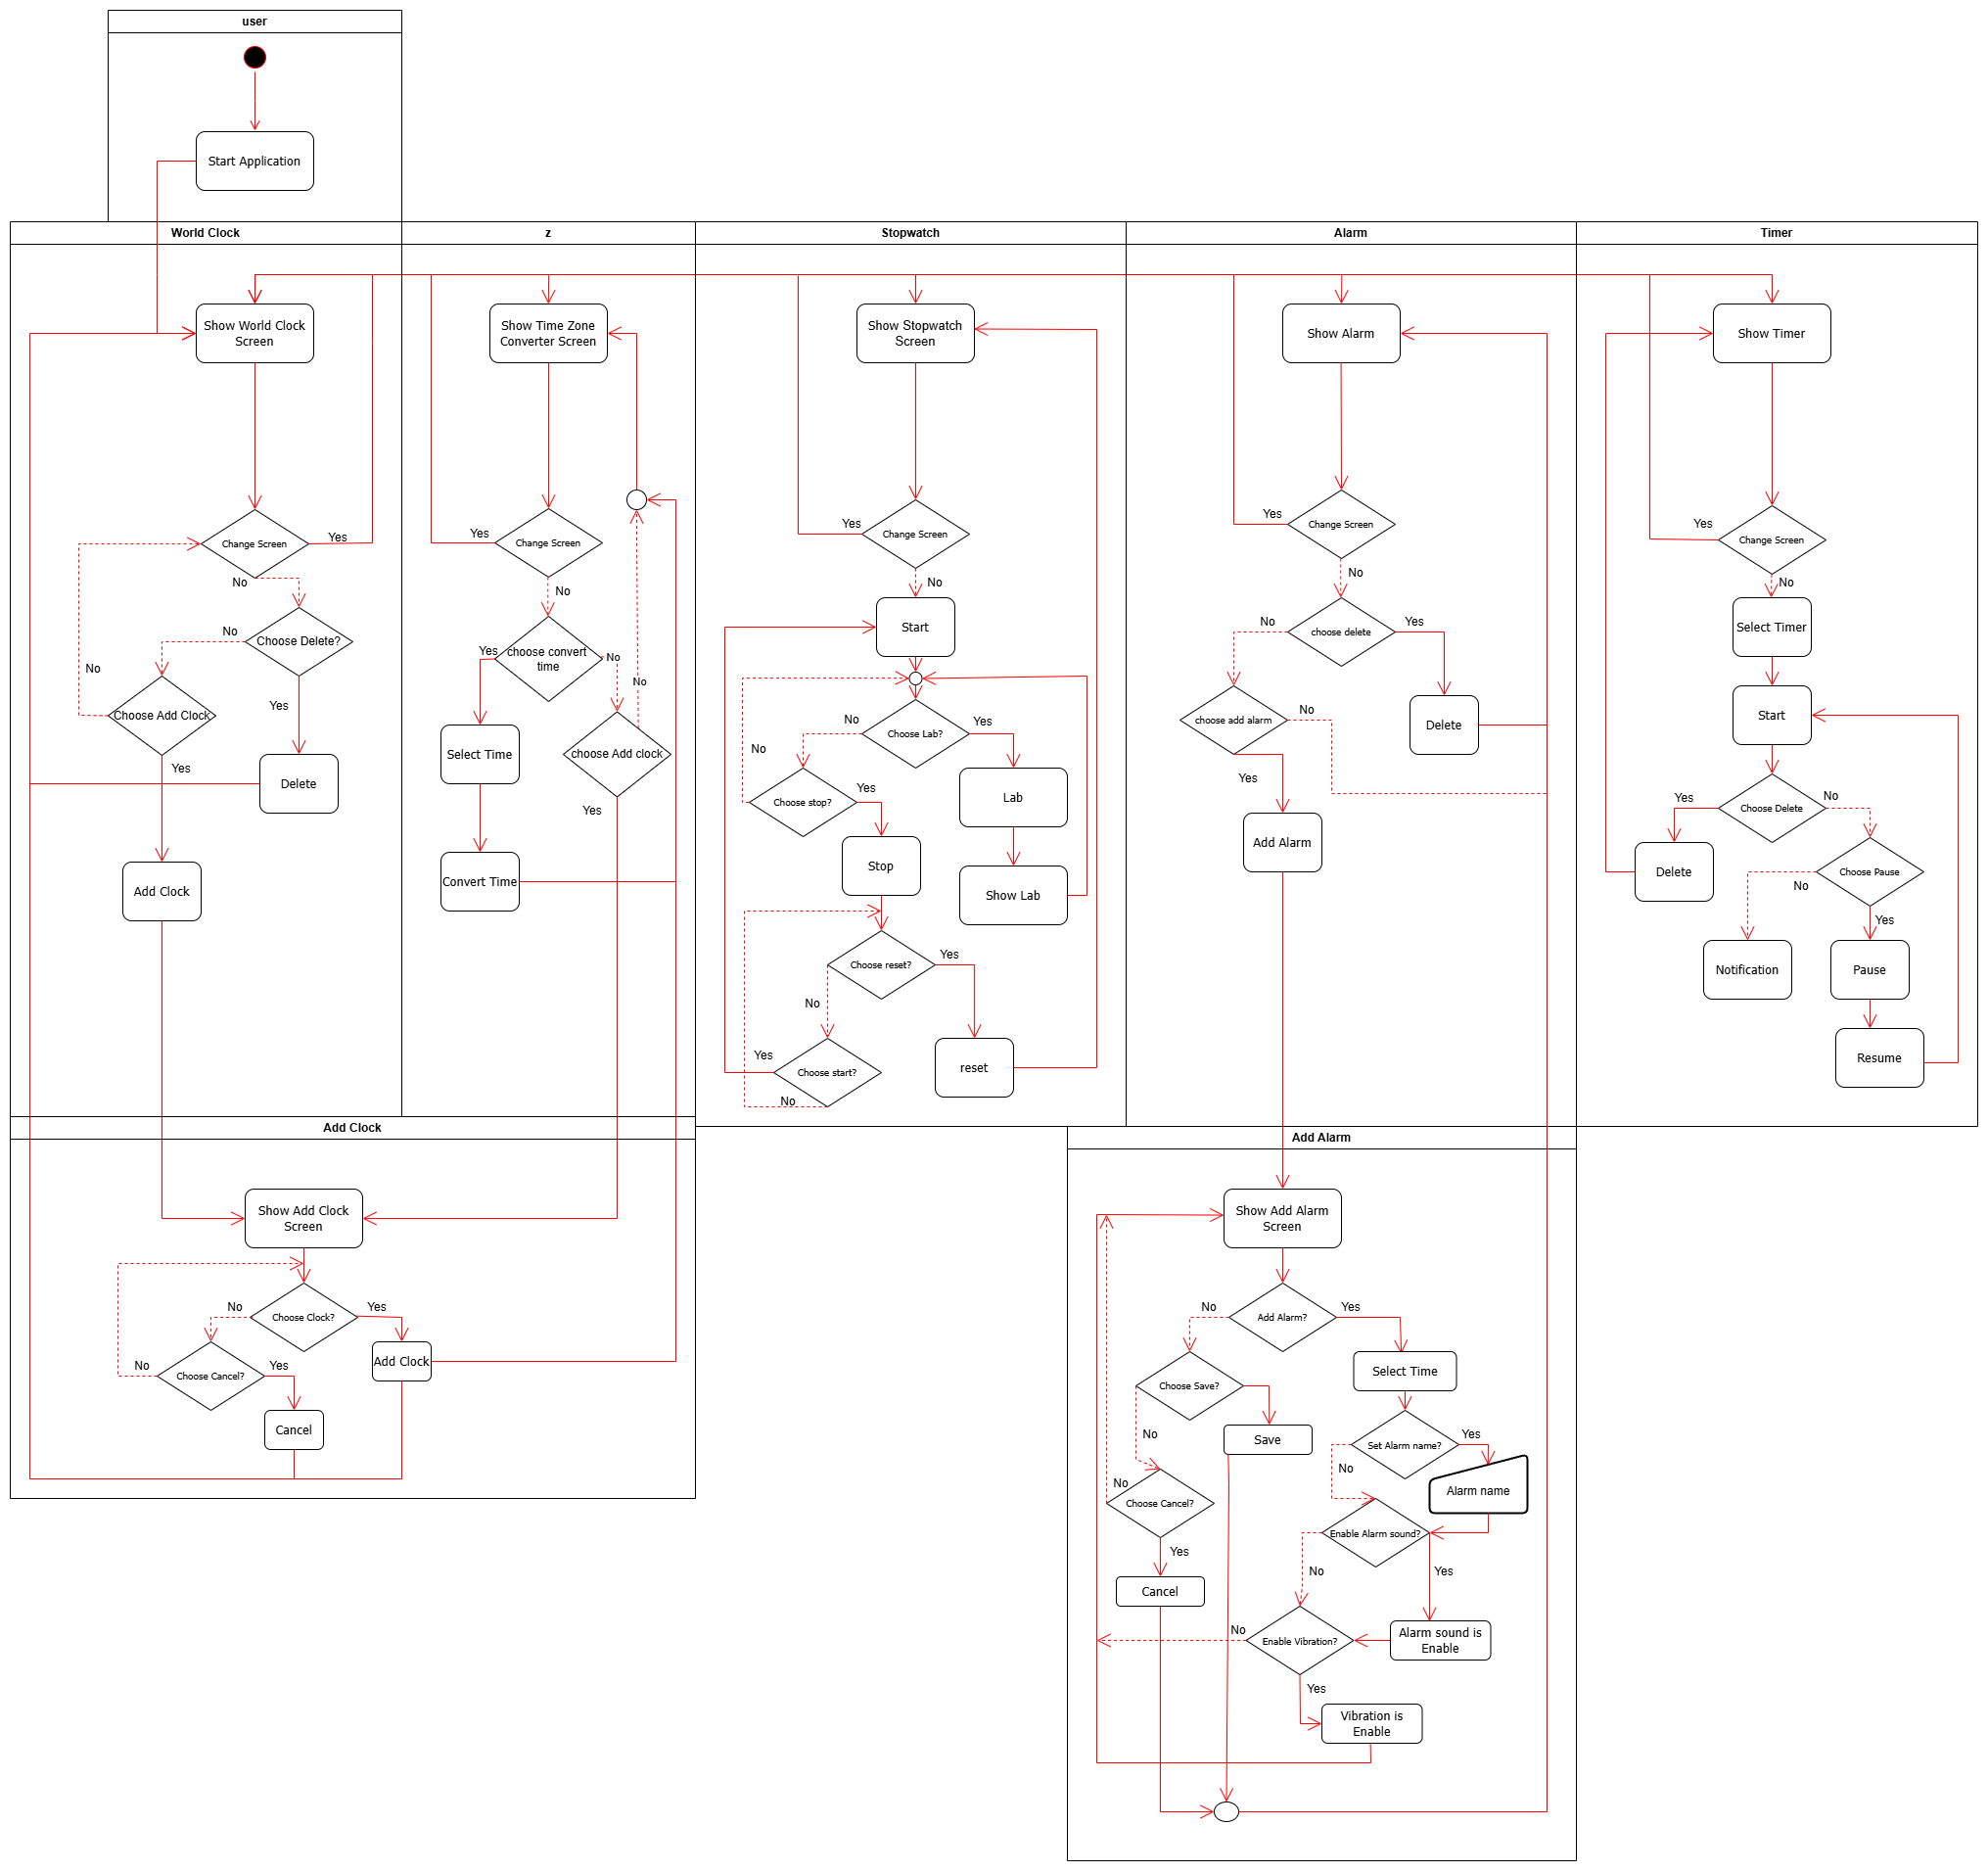 user
Start Application
World Clock
Show World Clock
Screen
Change Screen
Yes
No
Choose Delete?
No
No
Choose Add Clock
Yes
Yes
Delete
Add Clock
z
Show Time Zone
Converter Screen
Change Screen
Yes
No
choose convert
time
Yes
No
No
Select Time
choose Add clock
Yes
Convert Time
Stopwatch
Show Stopwatch
Screen
Yes
Change Screen
No
Start
Choose Lab?
No
Yes
No
Choose stop?
Yes
Lab
Stop
Show Lab
Choose reset?
Yes
No
Choose start?
Yes
No
reset
Alarm
Show Alarm
Yes
Change Screen
No
choose delete
No
Yes
choose add alarm
No
Delete
Yes
Add Alarm
Timer
Show Timer
Yes
Change Screen
No
Select Timer
Start
Choose Delete
Yes
No
Delete
Choose Pause
No
Yes
Notification
Pause
Resume
Add Clock
Show Add Clock
Screen
Choose Clock?
No
Yes
Add Clock
No
Choose Cancel?
Yes
Cancel
Add Alarm
Show Add Alarm
Screen
Add Alarm?
No
Yes
Select Time
Choose Save?
Save
No
Set Alarm name?
Yes
No
Alarm name
No
Choose Cancel?
Yes
Cancel
Enable Alarm sound?
No
Yes
Alarm sound is
Enable
No
Enable Vibration?
Yes
Vibration is
Enable